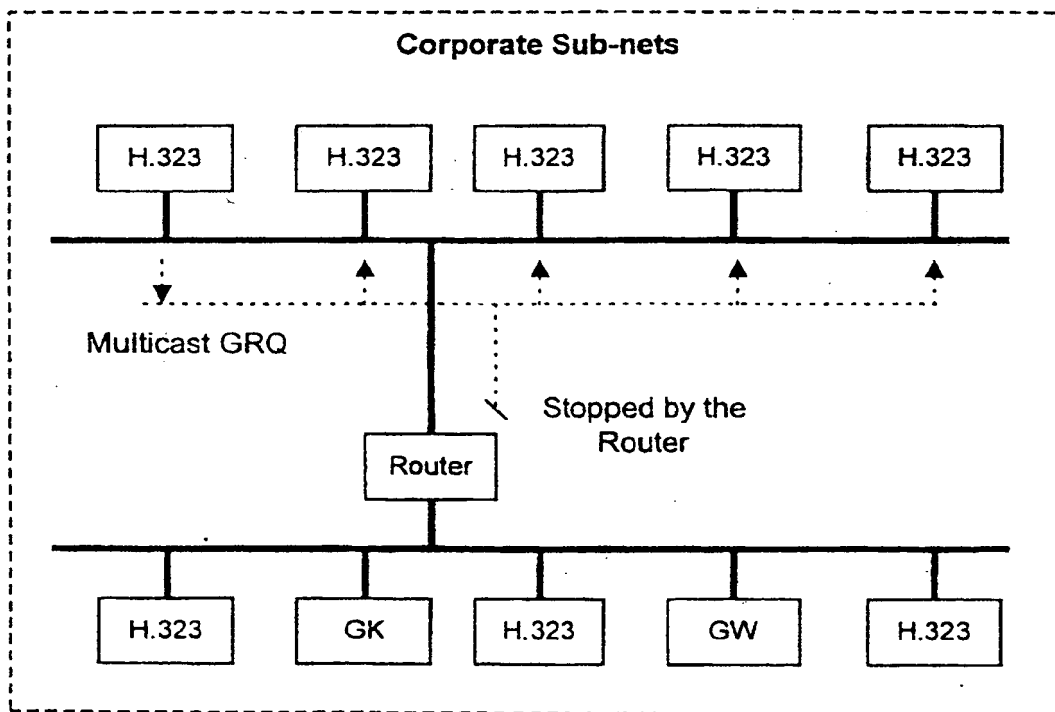 Corporate Sub-nets
H.323 H.323 H.323 H.323 H.323
Multicast GRQ
Stopped by the
Router
Router
H.323 GK H.323 GW H.323